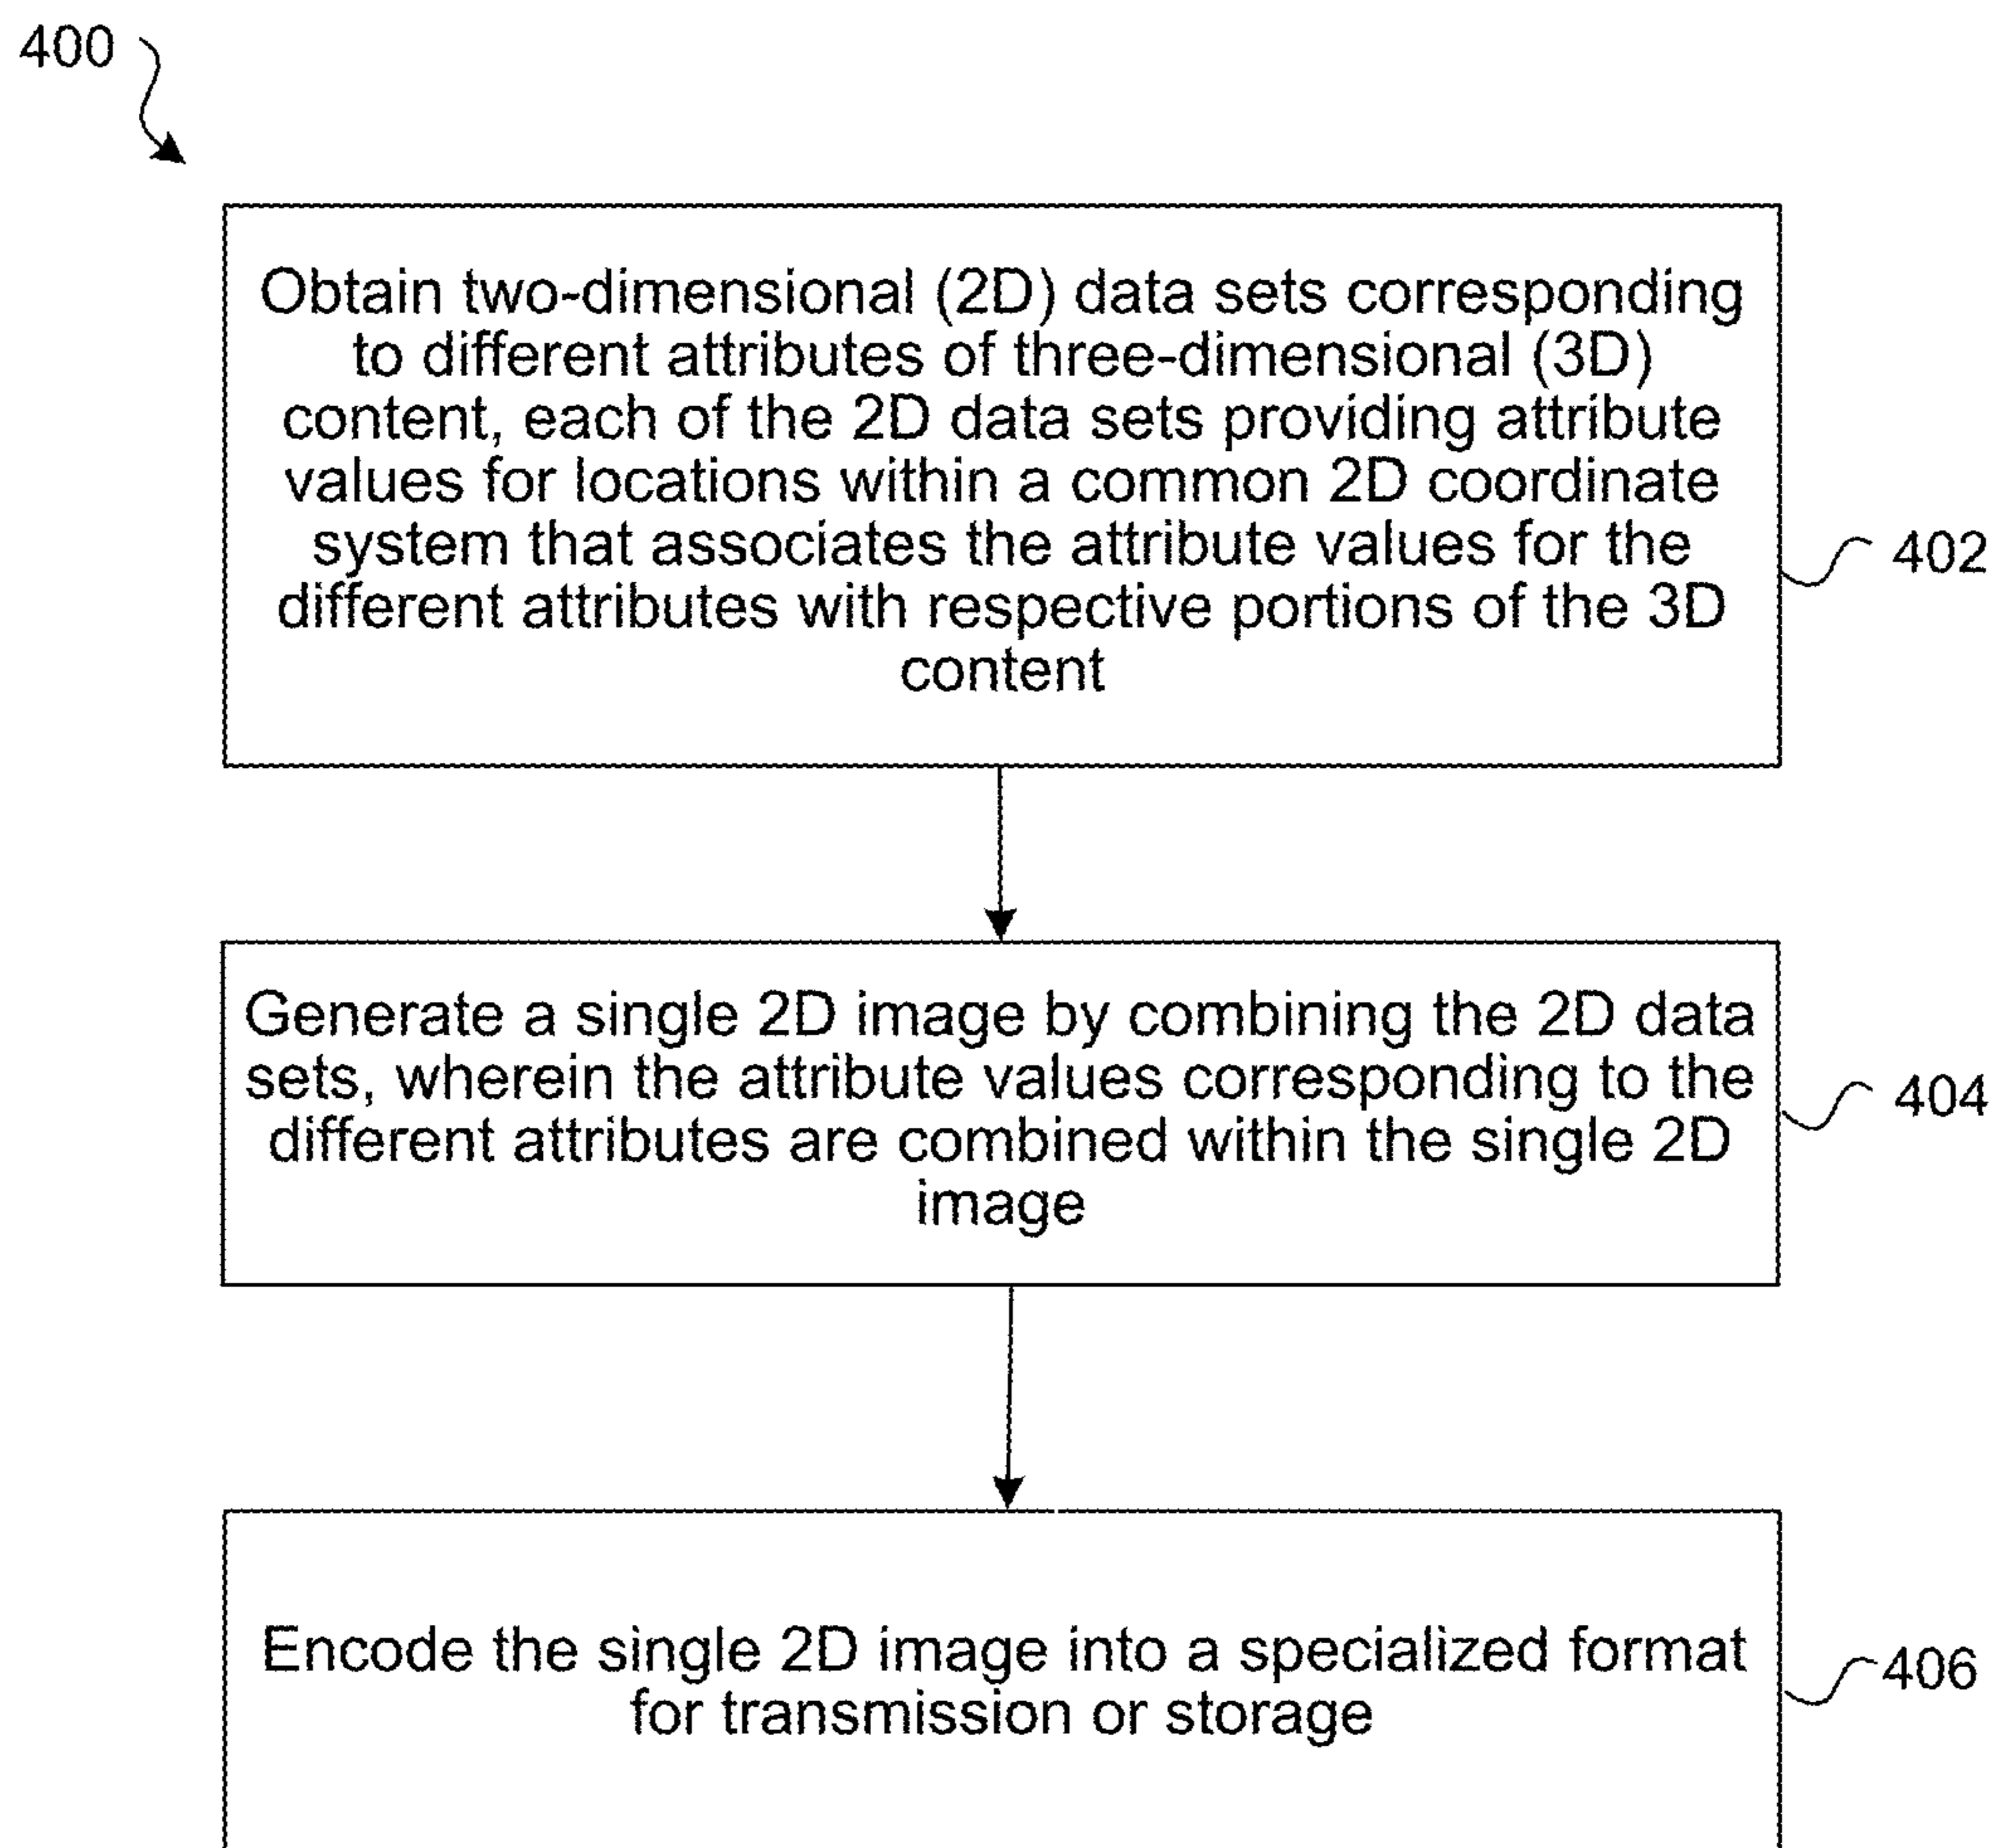 400
Obtain two-dimensional (2D) data sets corresponding
to different attributes of three-dimensional (3D)
content, each of the 2D data sets providing attribute
values for locations within a common 2D coordinate
system that associates the attribute values for the
different attributes with respective portions of the 3D
content
402
Generate a single 2D image by combining the 2D data
sets, wherein the attribute values corresponding to the
different attributes are combined within the single 2D
image
404
Encode the single 2D image into a specialized format
for transmission or storage
406